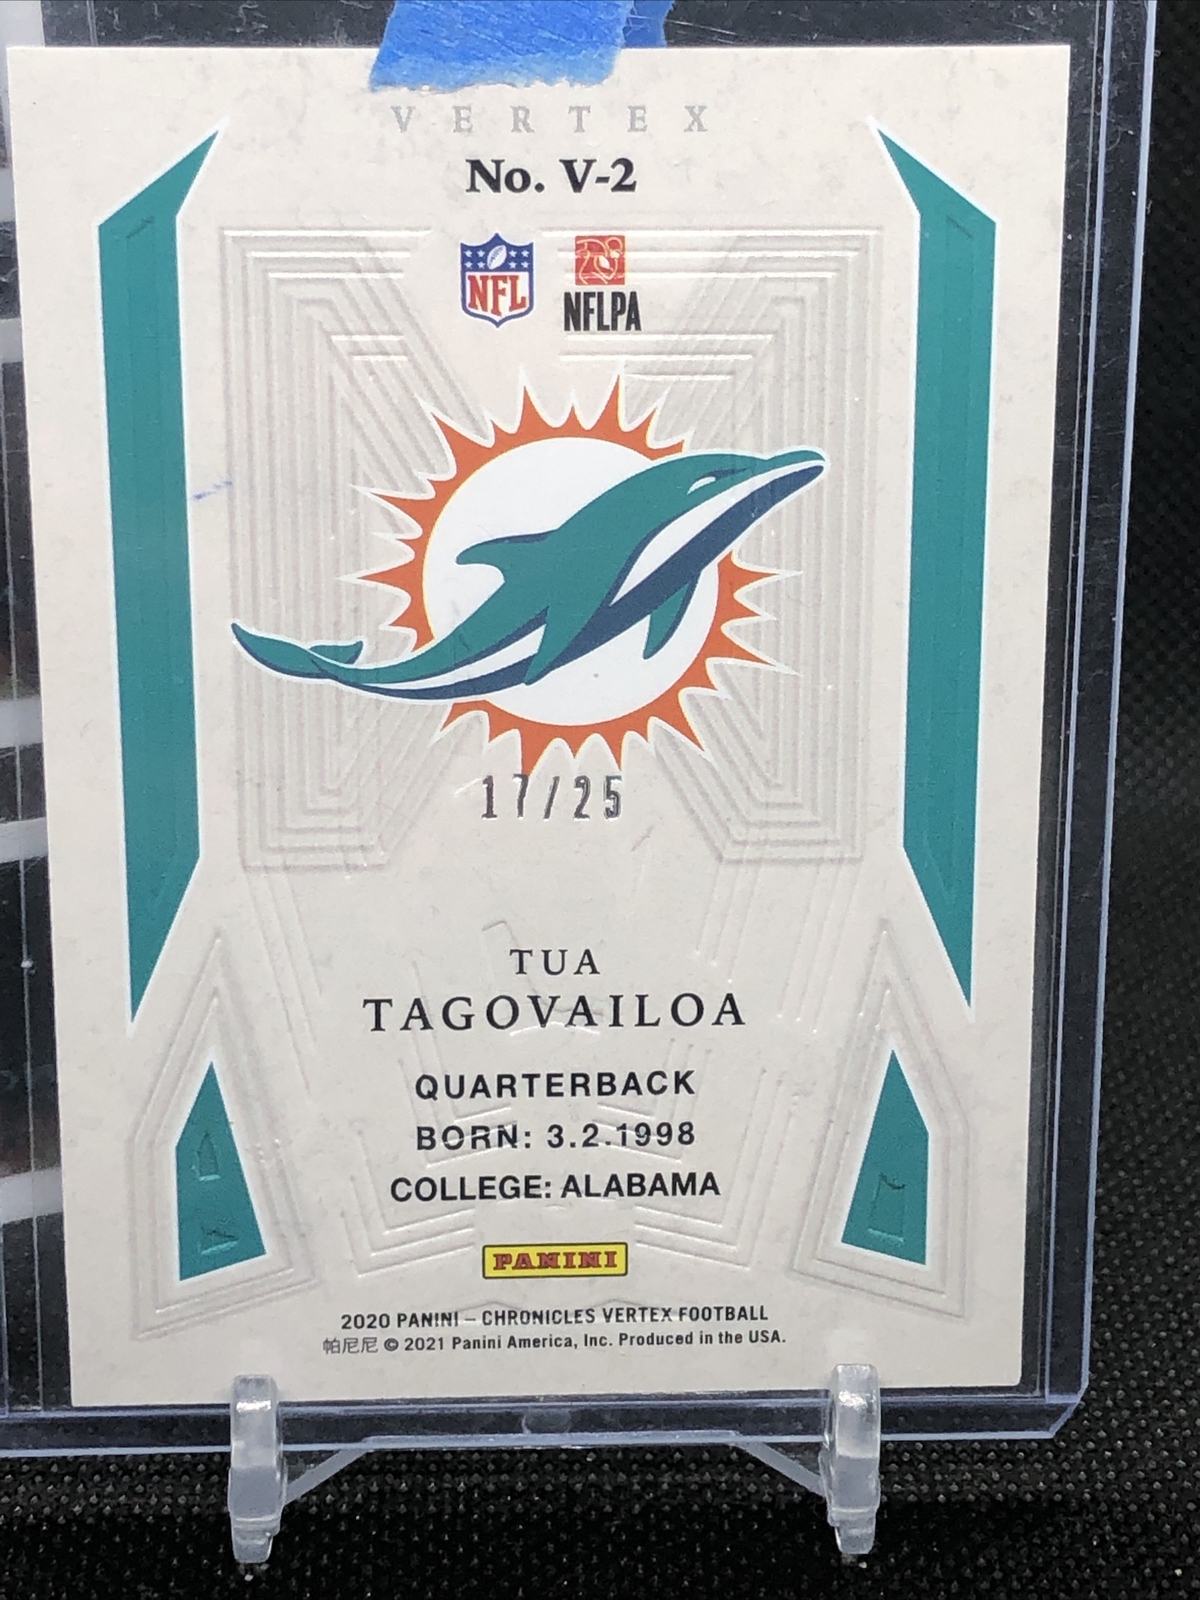 VERTEX
No. V-2
NFL
NFLPA
17/25
TUA
TAGOVAILOA
QUARTERBACK
BORN: 3.2.1998
COLLEGE: ALABAMA
PANINI
2020 PANINI – CHRONICLES VERTEX FOOTBALL
帕尼尼 © 2021 Panini America, Inc. Produced in the USA.